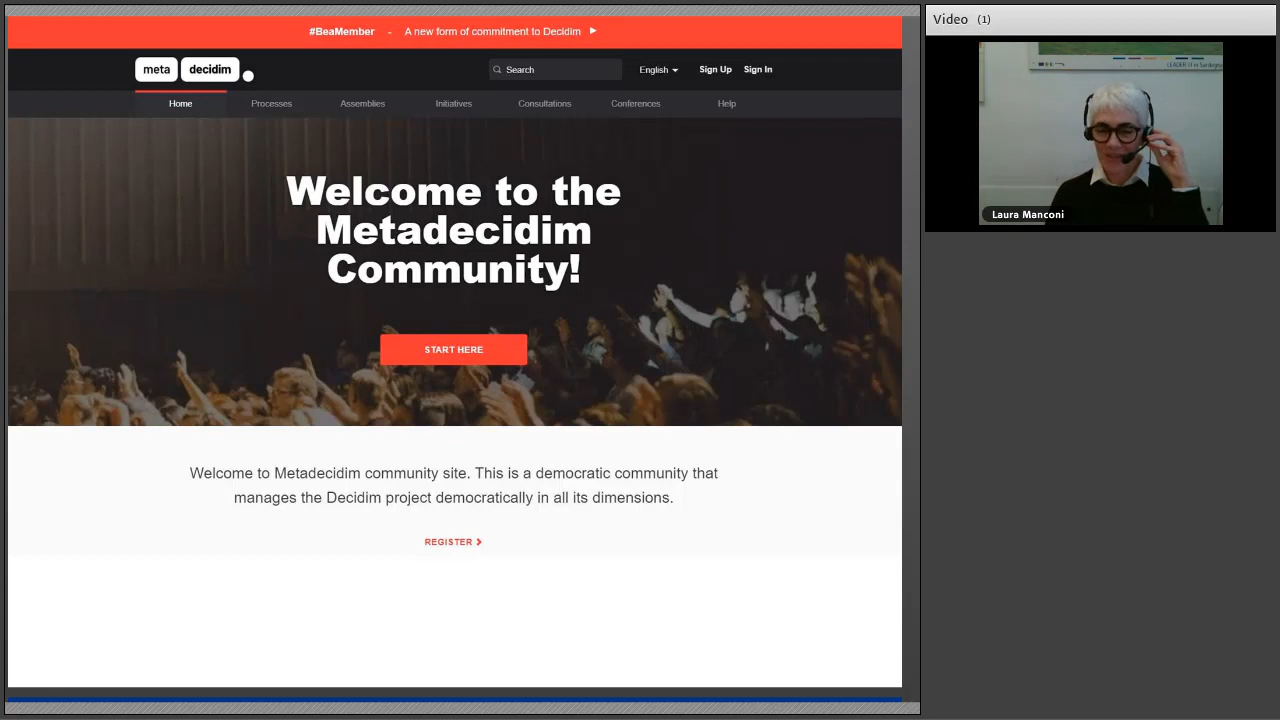 #BeaMember - A new form of commitment to Decidim
meta decidim
Search
English
Sign Up
Sign In
Home
Processes
Assemblies
Initiatives
Consultations
Conferences
Help
Welcome to the
Metadecidim
Community!
START HERE
Welcome to Metadecidim community site. This is a democratic community that
manages the Decidim project democratically in all its dimensions.
REGISTER
Video (1)
Laura Manconi